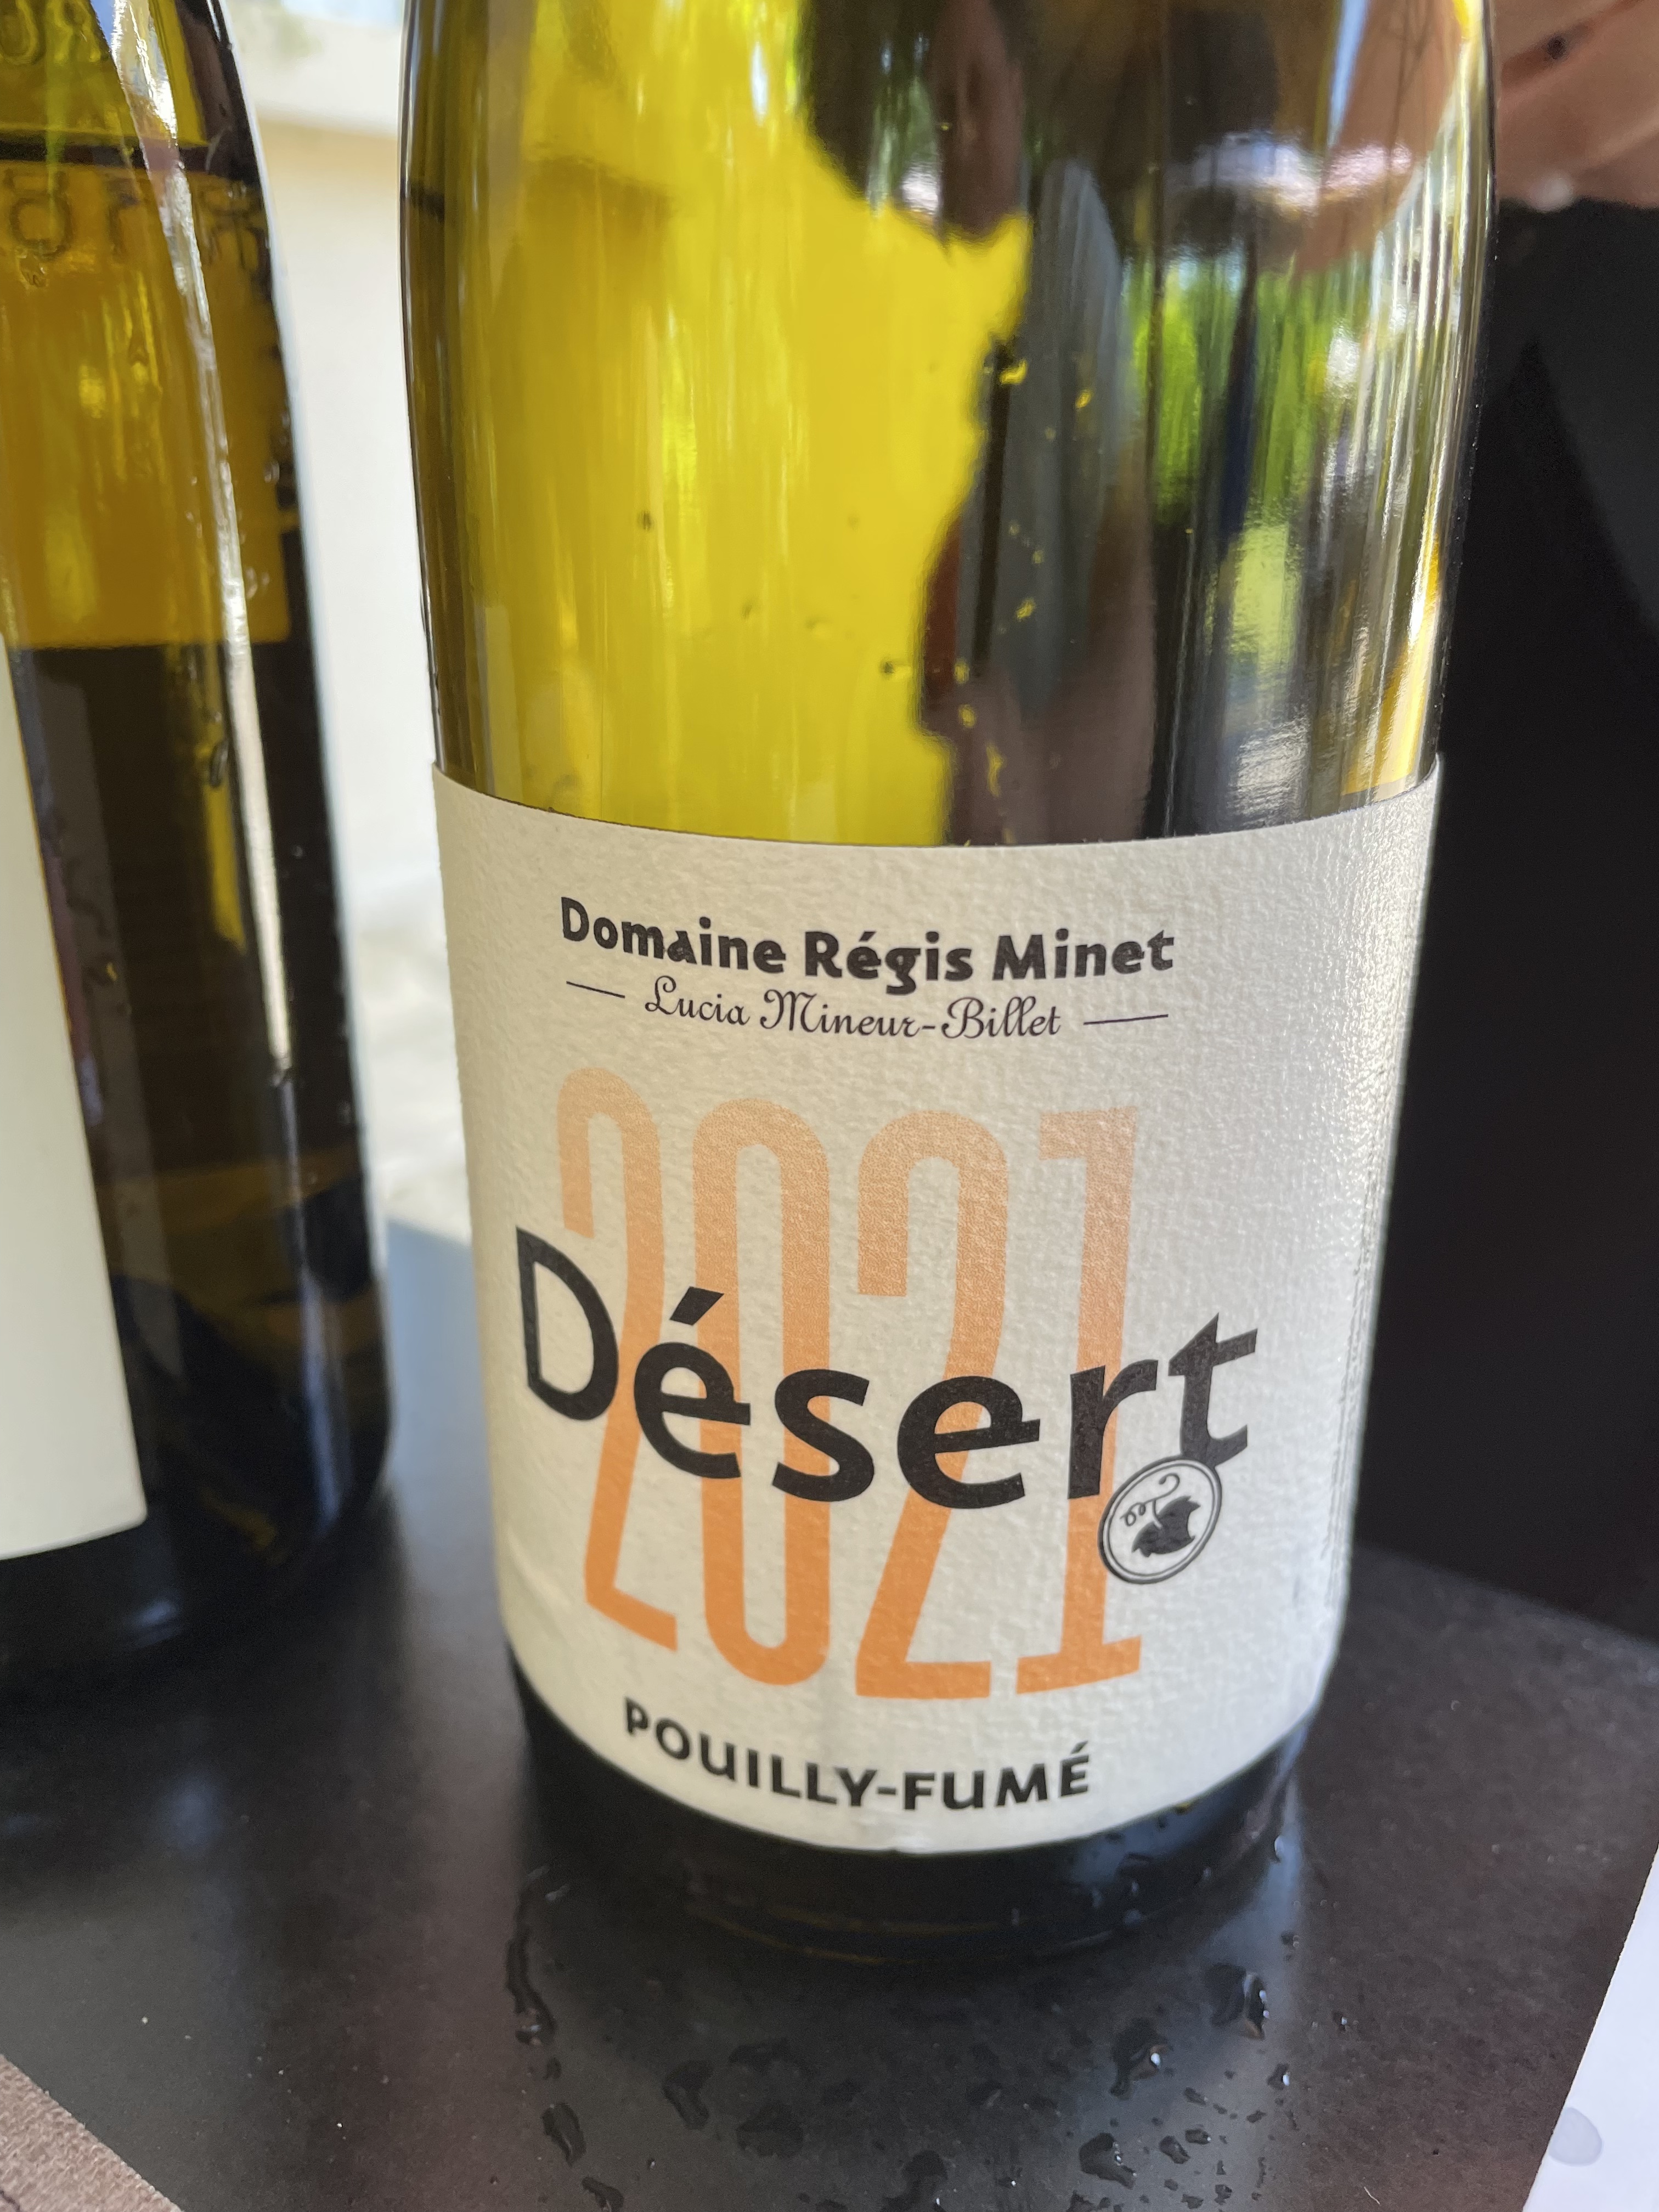 Domaine Régis Minet
Lucia Mineur-Billet
2021
Désert
POUILLY-FUMÉ